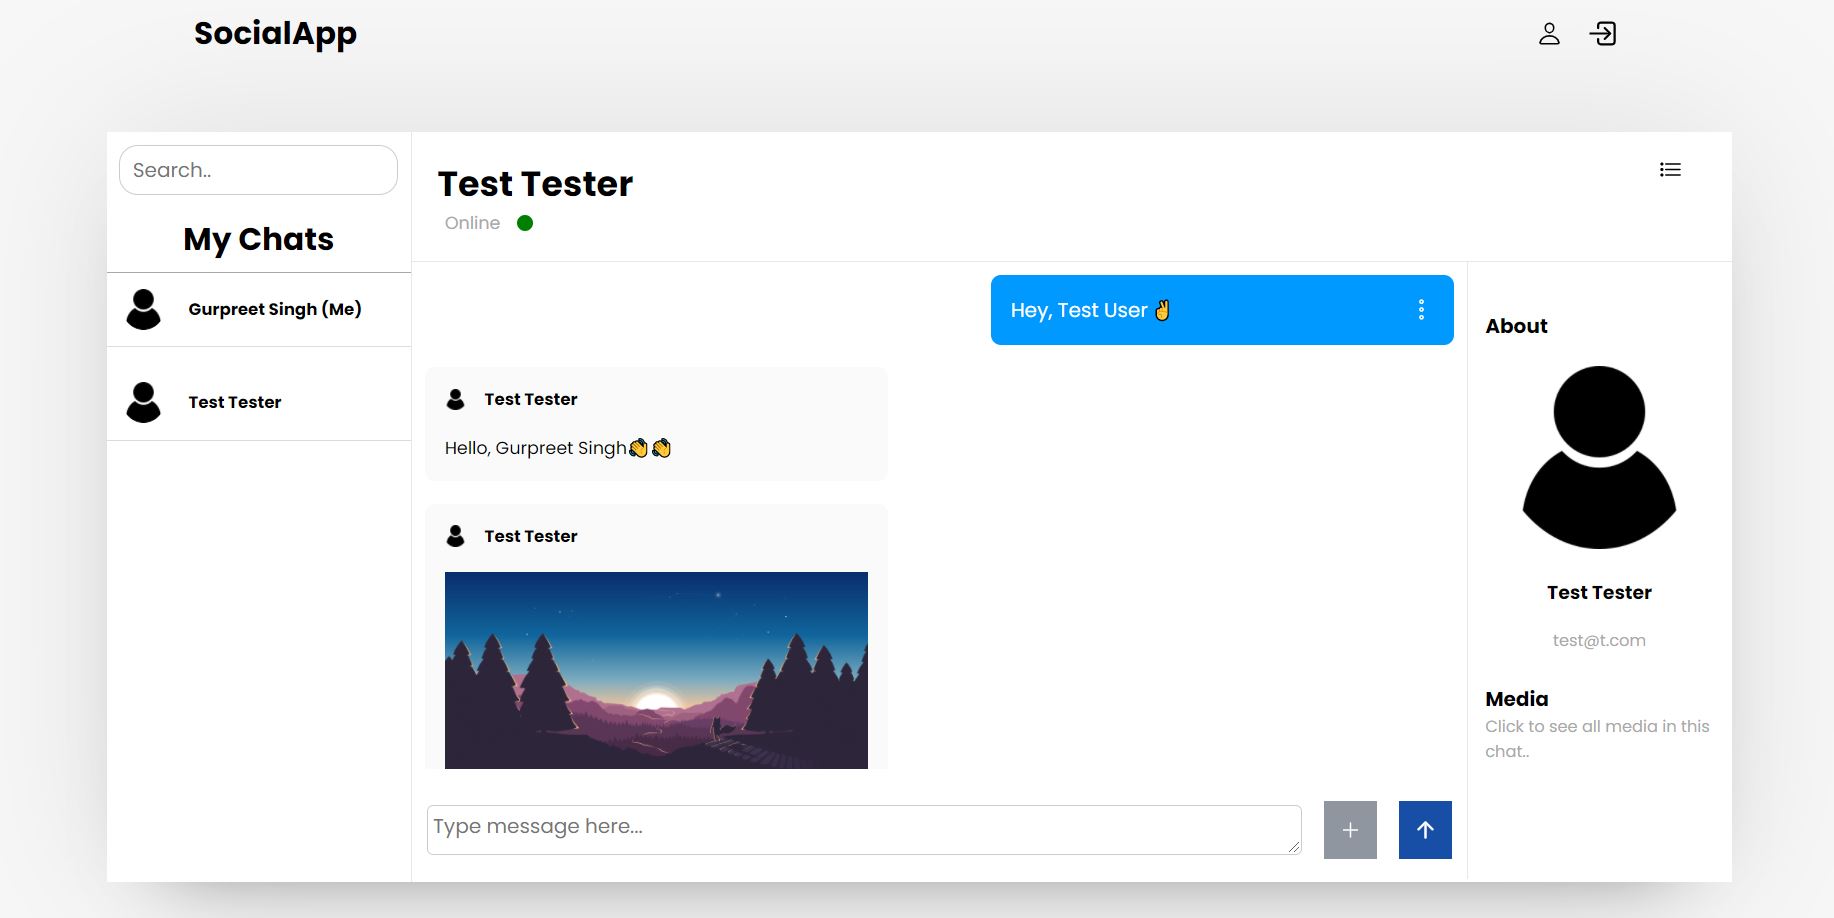 SocialApp
Search..
My Chats
Gurpreet Singh (Me)
Test Tester
Test Tester
Online
Hey, Test User ✌
Test Tester
Hello, Gurpreet Singh👏👏
Test Tester
Type message here...
About
Test Tester
test@t.com
Media
Click to see all media in this
chat..